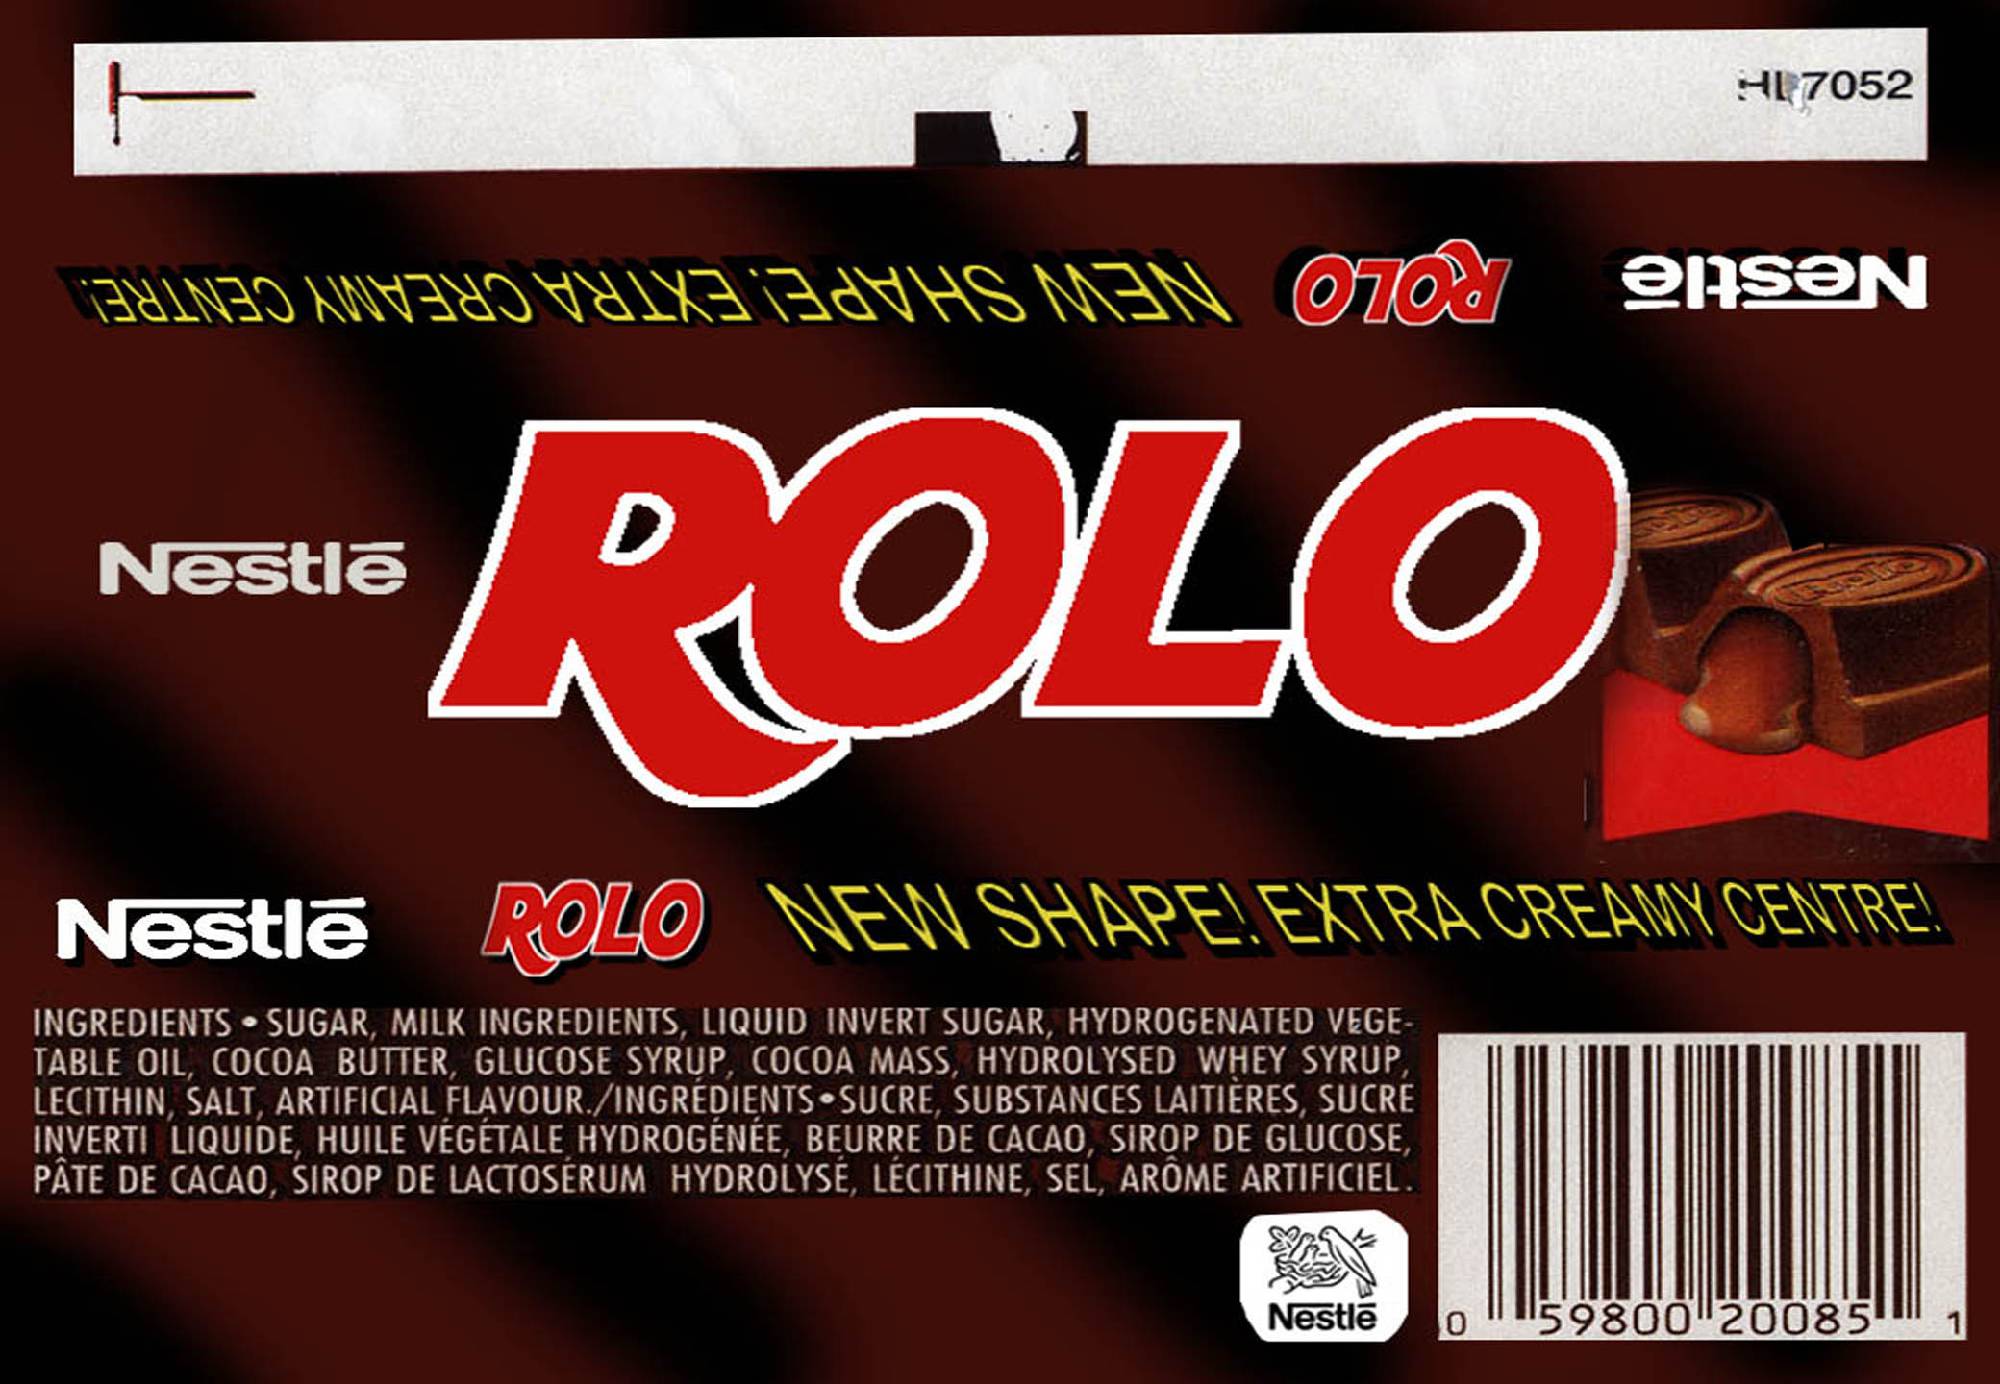 7052
NEW SHAPE! EXTRA CREAMY CENTRE! ROLO Nestlé
Nestlé
ROLO
Nestlé ROLO NEW SHAPE! EXTRA CREAMY CENTRE!
INGREDIENTS • SUGAR, MILK INGREDIENTS, LIQUID INVERT SUGAR, HYDROGENATED VEGE-
TABLE OIL, COCOA BUTTER, GLUCOSE SYRUP, COCOA MASS, HYDROLYSED WHEY SYRUP,
LECITHIN, SALT, ARTIFICIAL FLAVOUR./INGRÉDIENTS•SUCRE, SUBSTANCES LAITIÈRES, SUCRE
INVERTI LIQUIDE, HUILE VÉGÉTALE HYDROGÉNÉE, BEURRE DE CACAO, SIROP DE GLUCOSE,
PÂTE DE CACAO, SIROP DE LACTOSÉRUM HYDROLYSÉ, LÉCITHINE, SEL, ARÔME ARTIFICIEL.
Nestlé
0 59800 20085 1